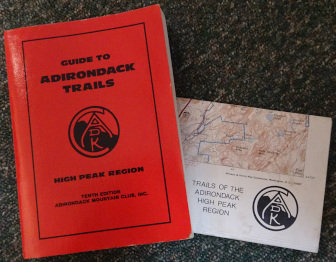 GUIDE TO
ADIRONDACK
TRAILS
ADK
HIGH PEAK REGION
TENTH EDITION
ADIRONDACK MOUNTAIN CLUB, INC.
TRAILS OF THE
ADIRONDACK
HIGH PEAK
REGION
ADK